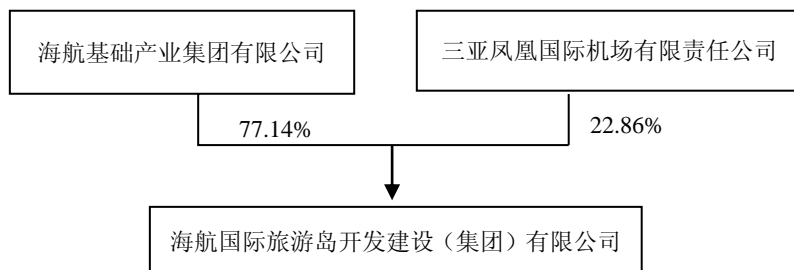 海航基础产业集团有限公司
三亚凤凰国际机场有限责任公司
77.14%
22.86%
海航国际旅游岛开发建设（集团）有限公司